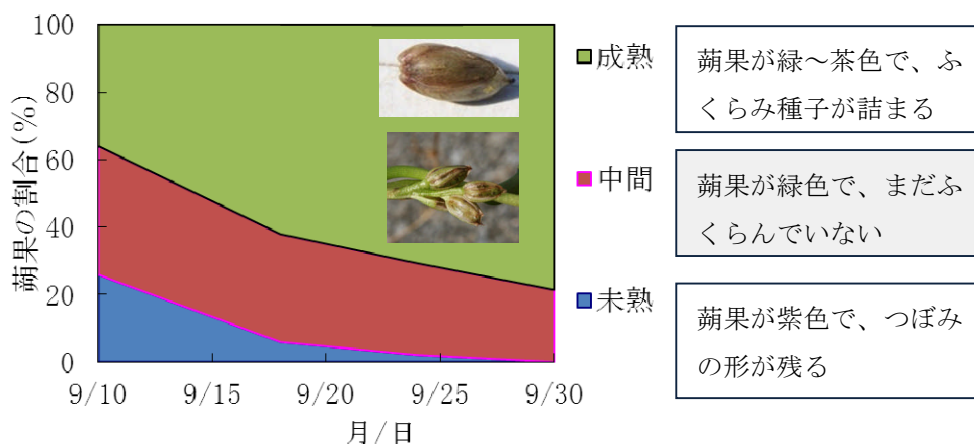 蒴果の割合(%)
100
80
60
40
20
0
9/10
9/15
9/20
9/25
9/30
月/日
成熟
蒴果が緑～茶色で、ふ
くらみ種子が詰まる
中間
蒴果が緑色で、まだふ
くらんでいない
未熟
蒴果が紫色で、つぼみ
の形が残る